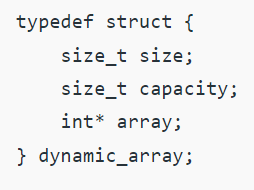 typedef struct {
    size_t size;
    size_t capacity;
    int* array;
} dynamic_array;